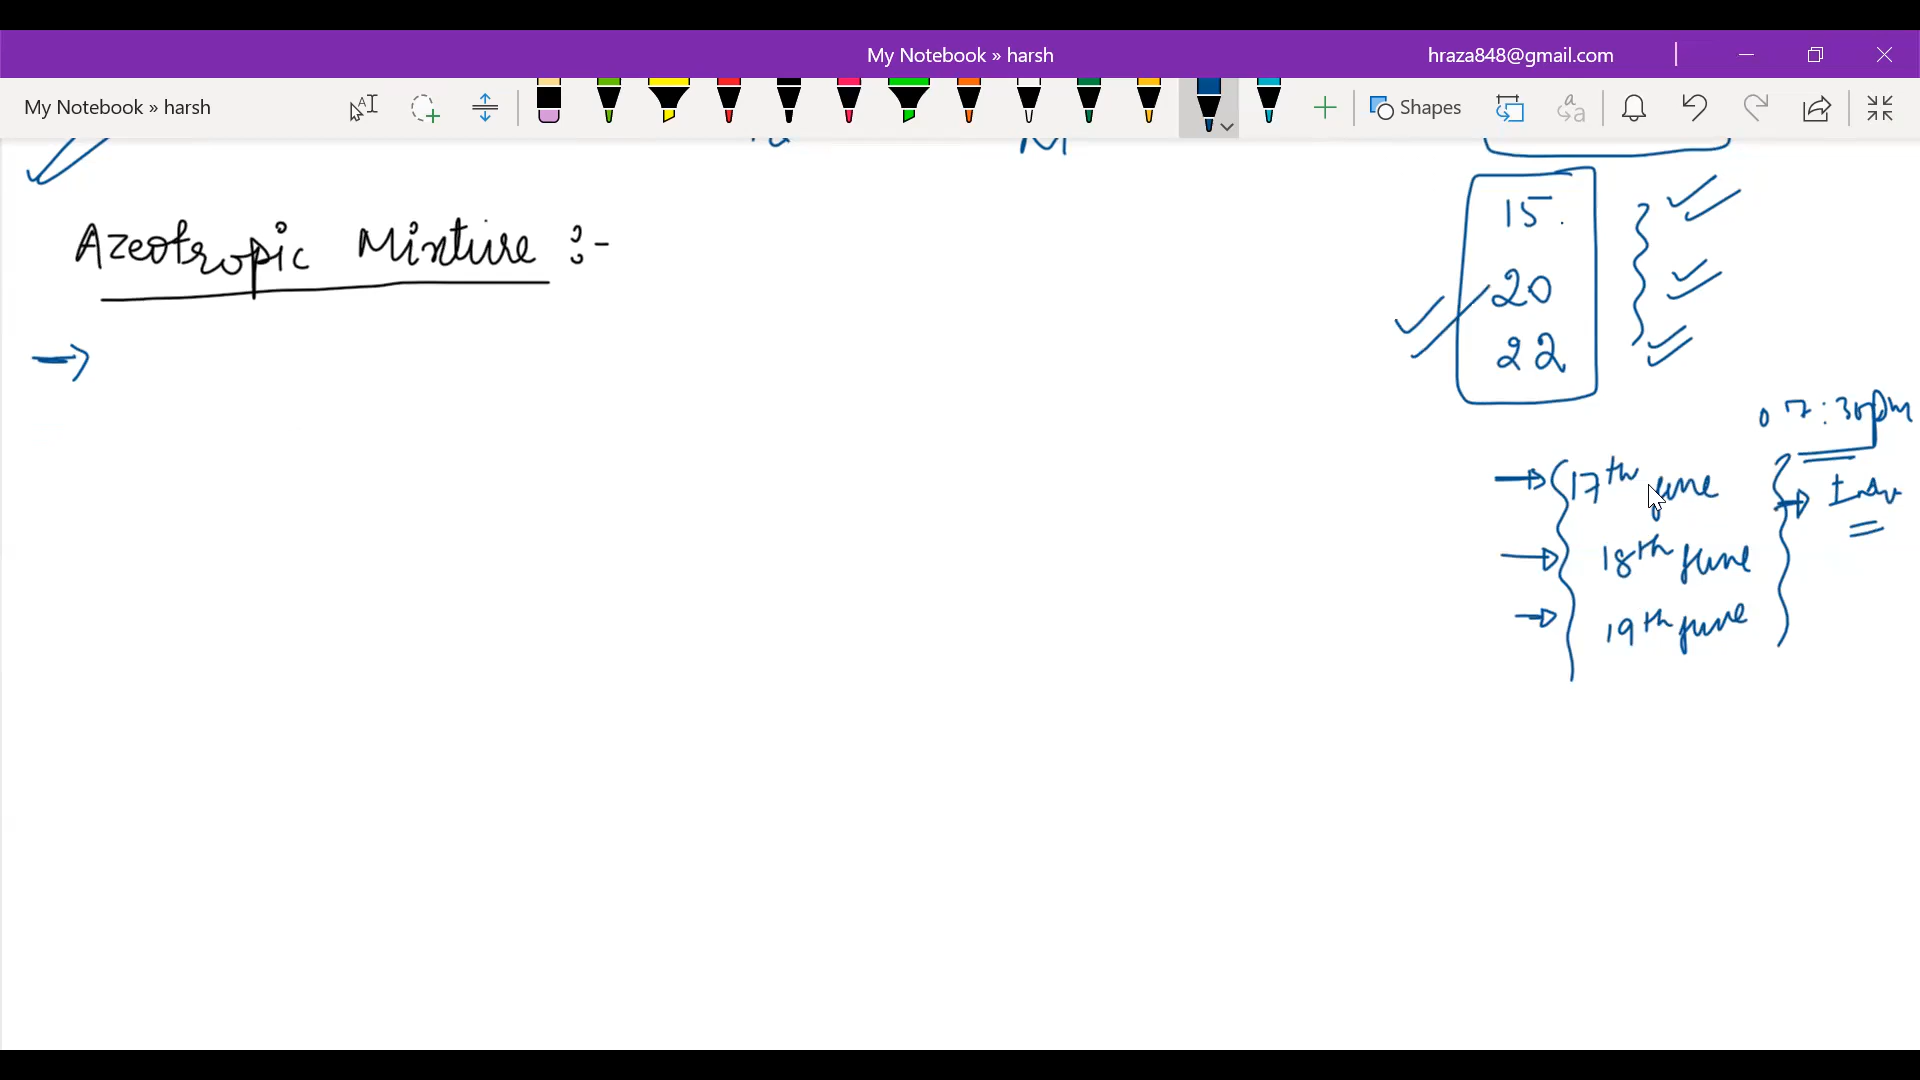 My Notebook » harsh
hraza848@gmail.com
My Notebook » harsh
Shapes
Azeotropic Mixture :-
15
20
22
07:30pm
17th June
18th June
19th June